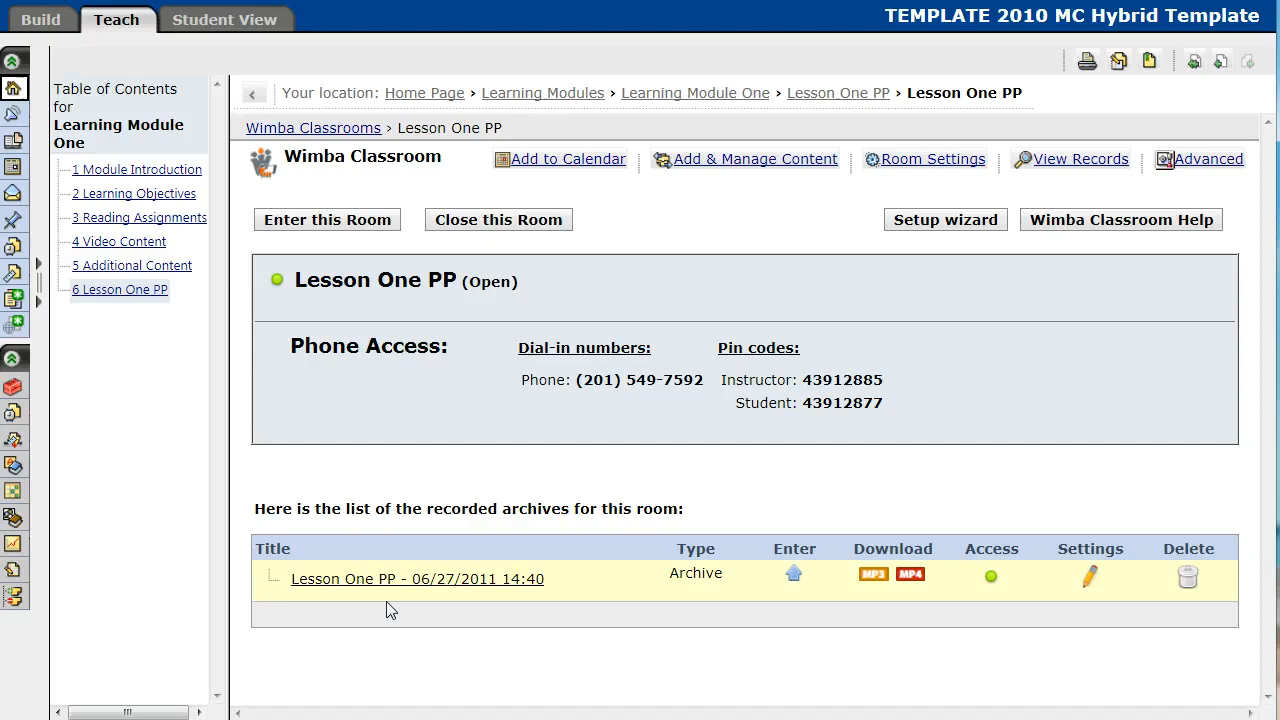 Build Teach Student View TEMPLATE 2010 MC Hybrid Template
Table of Contents
for
Learning Module
One
1 Module Introduction
2 Learning Objectives
3 Reading Assignments
4 Video Content
5 Additional Content
6 Lesson One PP
Your location: Home Page › Learning Modules › Learning Module One › Lesson One PP › Lesson One PP
Wimba Classrooms › Lesson One PP
Wimba Classroom Add to Calendar Add & Manage Content Room Settings View Records Advanced
Enter this Room Close this Room Setup wizard Wimba Classroom Help
Lesson One PP (Open)
Phone Access: Dial-in numbers: Pin codes:
Phone: (201) 549-7592 Instructor: 43912885
Student: 43912877
Here is the list of the recorded archives for this room:
Title Type Enter Download Access Settings Delete
Lesson One PP - 06/27/2011 14:40 Archive MP3 MP4